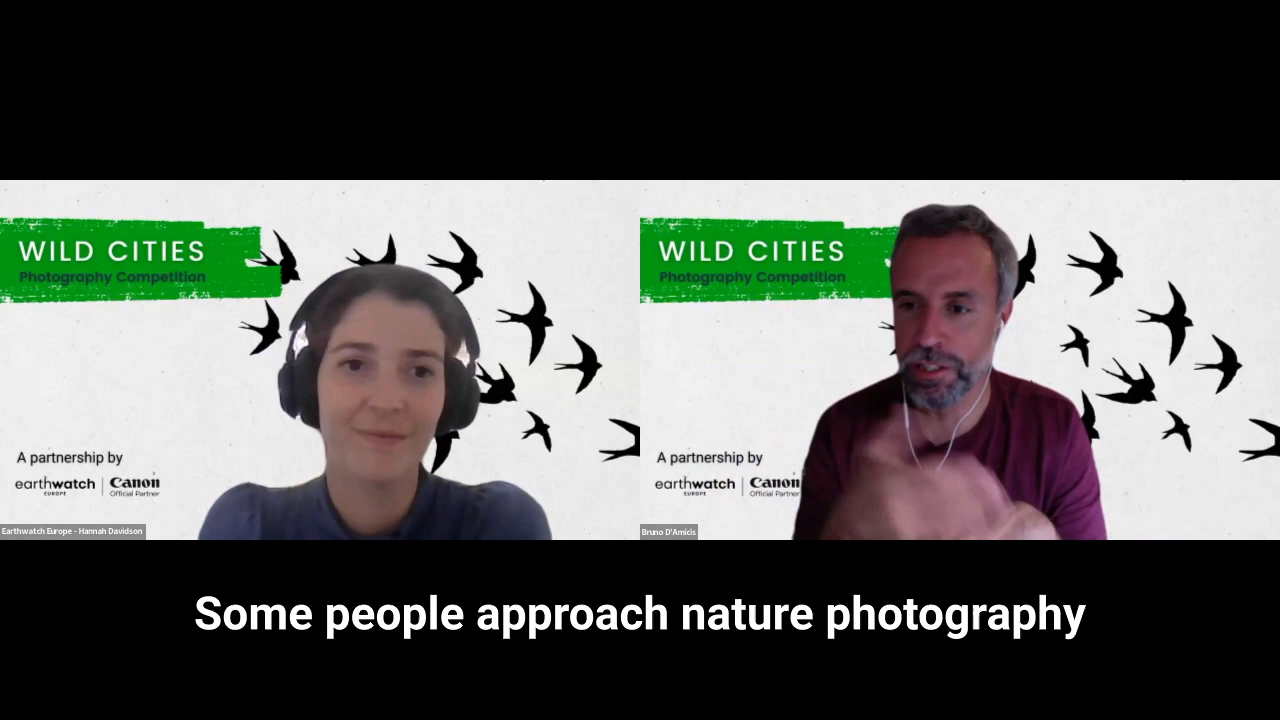 WILD CITIES
Photography Competition
A partnership by
earthwatch
EUROPE
Canon
Official Partner
Earthwatch Europe - Hannah Davidson
WILD CITIES
Photography Competition
A partnership by
earthwatch
EUROPE
Canon
Official Partner
Bruno D'Amicis
Some people approach nature photography